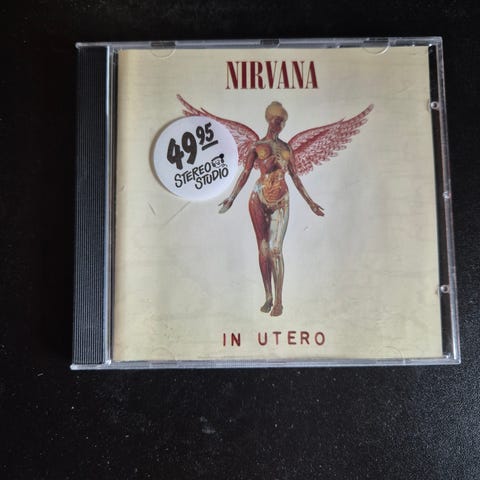 NIRVANA
49 95
STEREO
STUDIO
IN UTERO